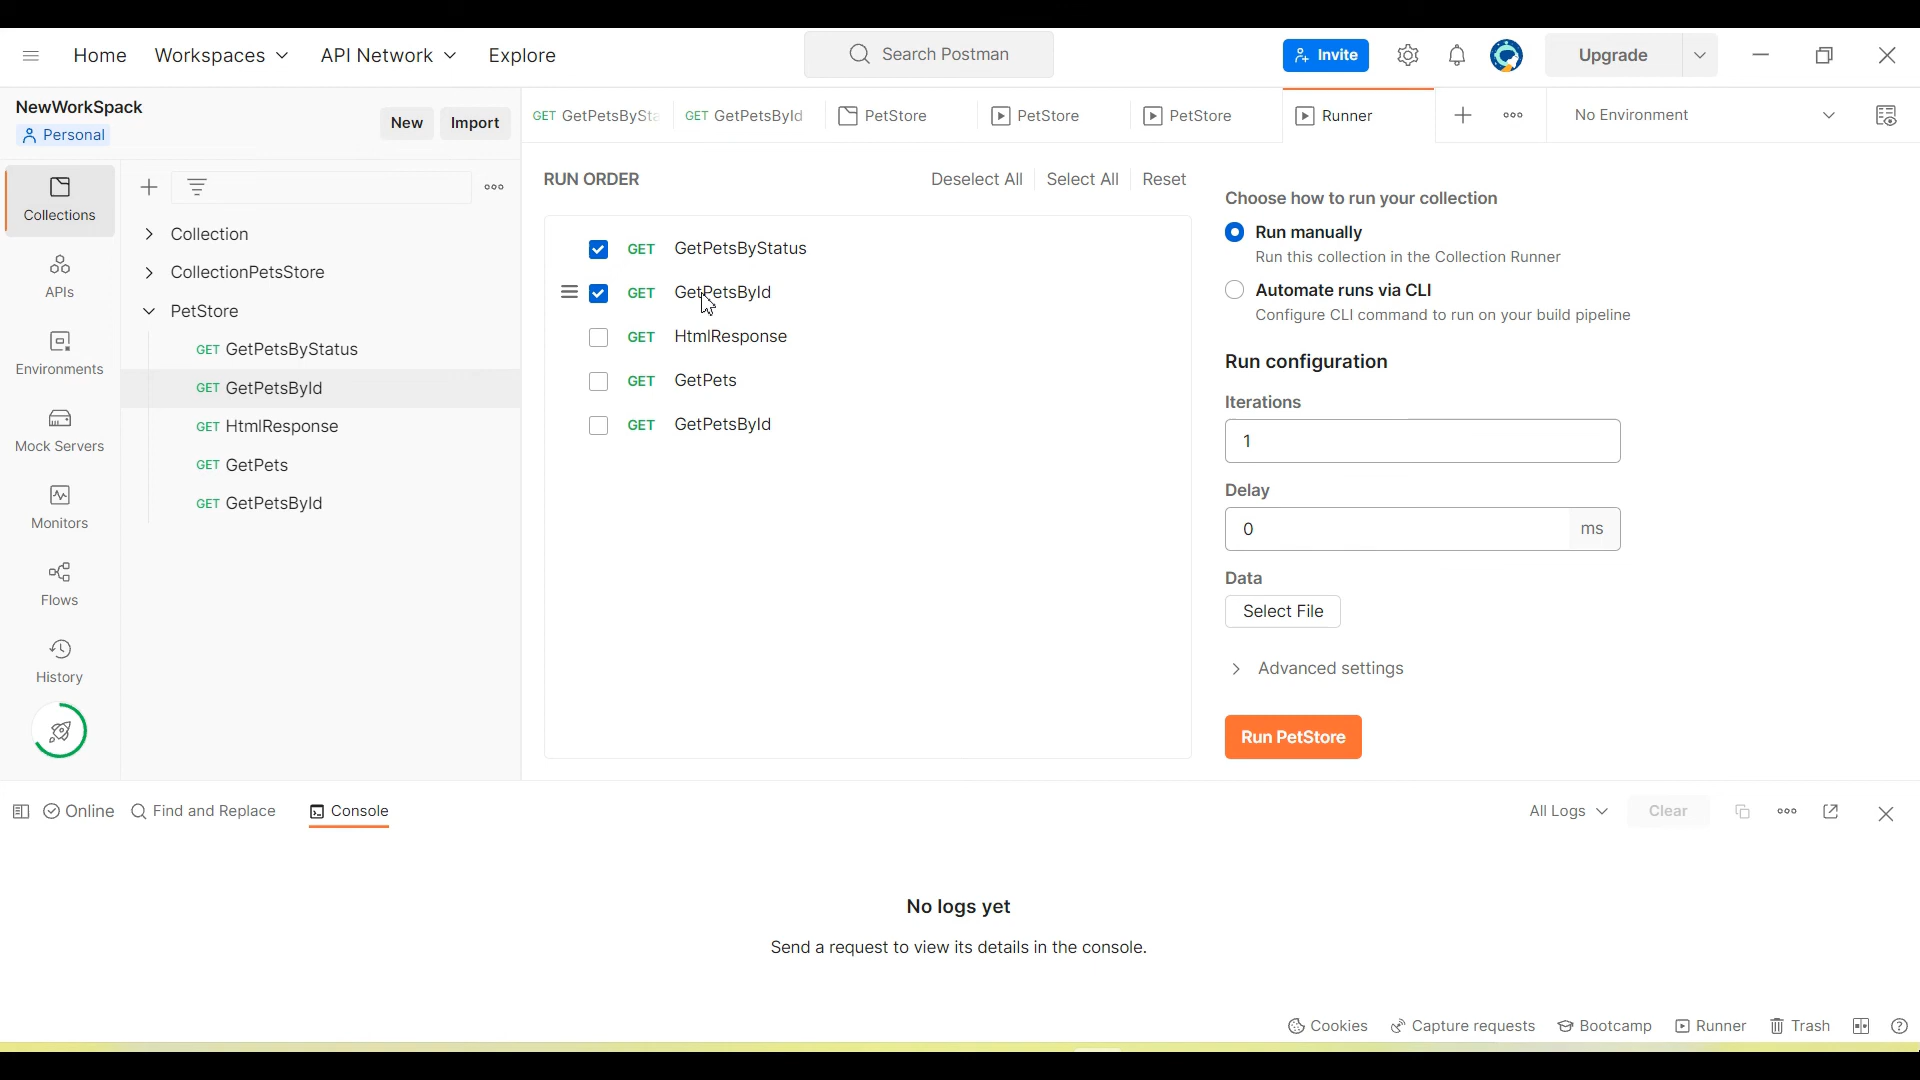 Home Workspaces API Network Explore Search Postman Invite Upgrade
NewWorkSpack
Personal
New Import
GET GetPetsBySta GET GetPetsById PetStore PetStore PetStore Runner No Environment
Collections
APIs
Environments
Mock Servers
Monitors
Flows
History
Collection
CollectionPetsStore
PetStore
GET GetPetsByStatus
GET GetPetsById
GET HtmlResponse
GET GetPets
GET GetPetsById
RUN ORDER Deselect All Select All Reset
GET GetPetsByStatus
GET GetPetsById
GET HtmlResponse
GET GetPets
GET GetPetsById
Choose how to run your collection
Run manually
Run this collection in the Collection Runner
Automate runs via CLI
Configure CLI command to run on your build pipeline
Run configuration
Iterations
1
Delay
0 ms
Data
Select File
Advanced settings
Run PetStore
Online Find and Replace Console All Logs Clear
No logs yet
Send a request to view its details in the console.
Cookies Capture requests Bootcamp Runner Trash